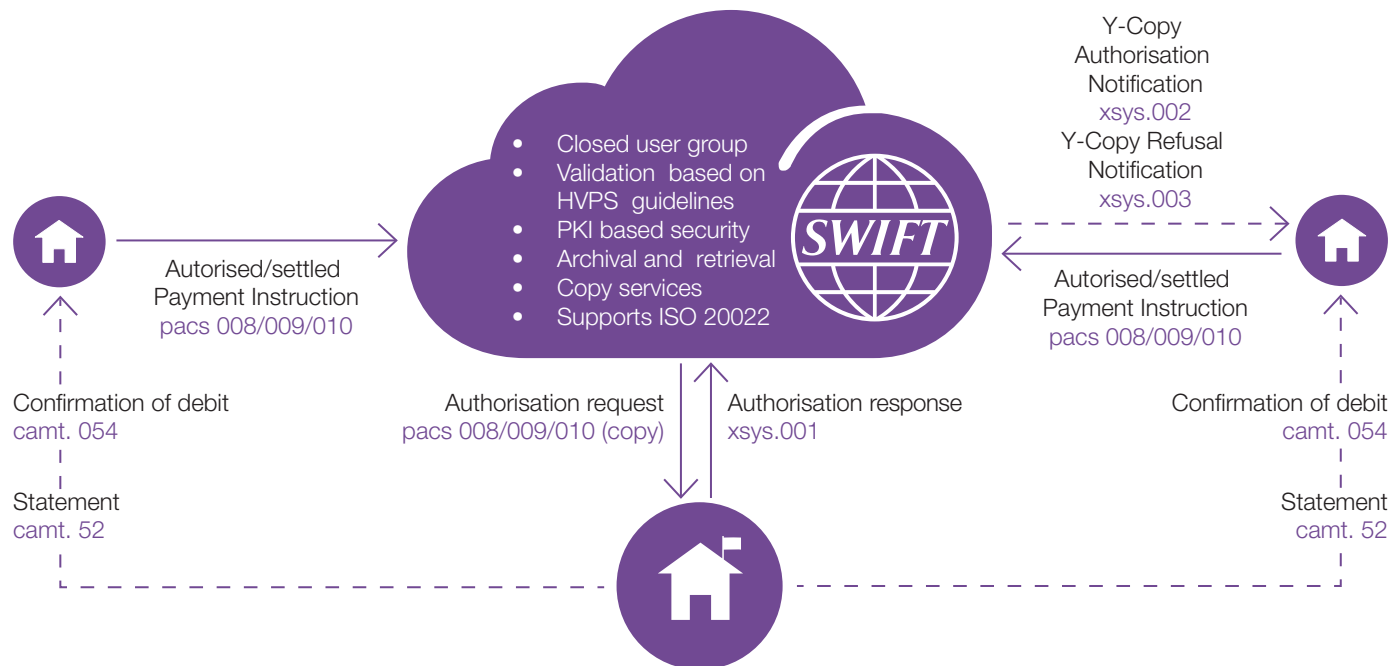 Y-Copy
Authorisation
Notification
xsys.002
Y-Copy Refusal
Notification
xsys.003
• Closed user group
• Validation based on
HVPS guidelines
• PKI based security
• Archival and retrieval
• Copy services
• Supports ISO 20022
SWIFT
Autorised/settled
Payment Instruction
pacs 008/009/010
Autorised/settled
Payment Instruction
pacs 008/009/010
Confirmation of debit
camt. 054
Authorisation request
pacs 008/009/010 (copy)
Authorisation response
xsys.001
Confirmation of debit
camt. 054
Statement
camt. 52
Statement
camt. 52